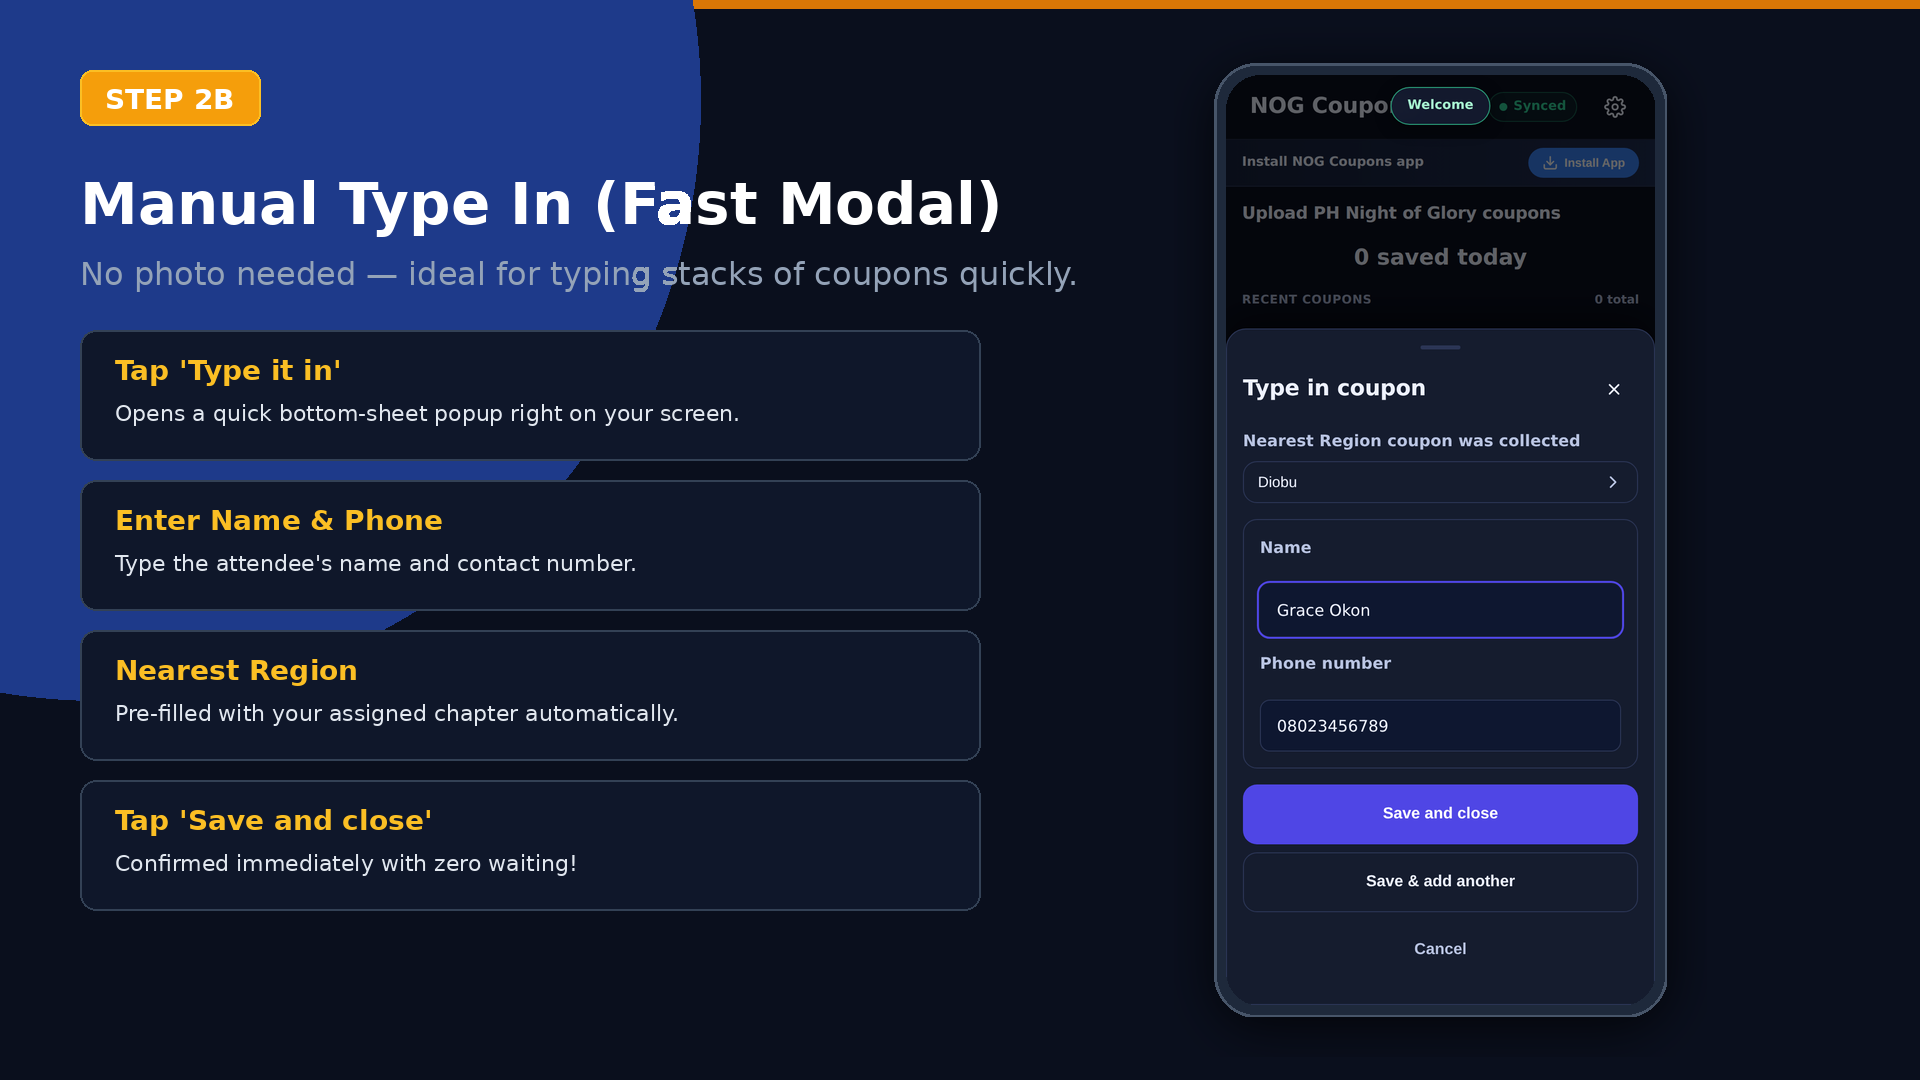 STEP 2B
Manual Type In (Fast Modal)
No photo needed — ideal for typing stacks of coupons quickly.
Tap 'Type it in'
Opens a quick bottom-sheet popup right on your screen.
Enter Name & Phone
Type the attendee's name and contact number.
Nearest Region
Pre-filled with your assigned chapter automatically.
Tap 'Save and close'
Confirmed immediately with zero waiting!
NOG Coupo
Welcome
Synced
Install NOG Coupons app
Install App
Upload PH Night of Glory coupons
0 saved today
RECENT COUPONS
0 total
Type in coupon
Nearest Region coupon was collected
Diobu
Name
Grace Okon
Phone number
08023456789
Save and close
Save & add another
Cancel